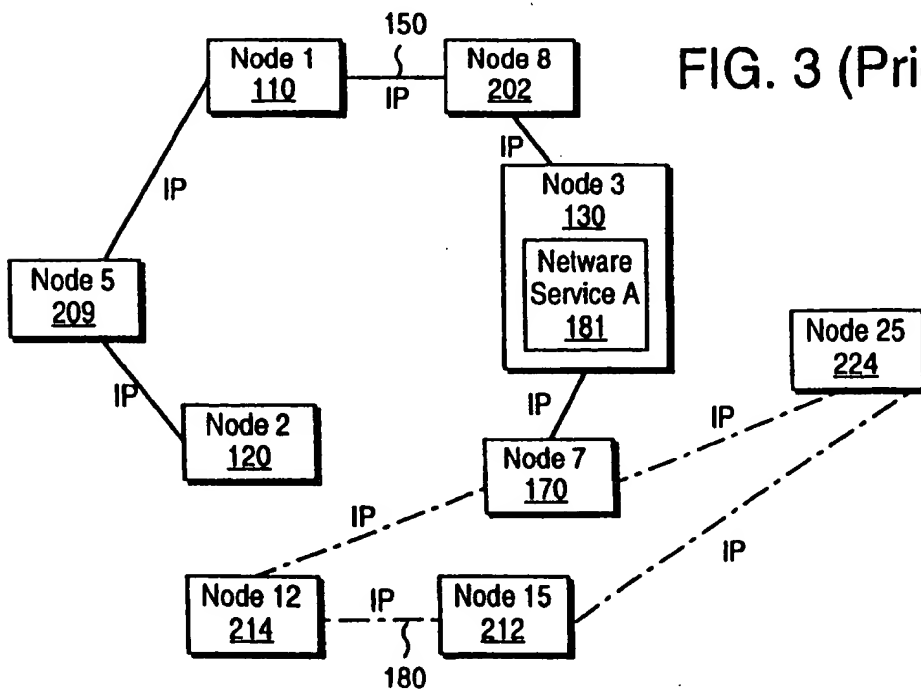 150
Node 1
110
IP
Node 8
202
FIG. 3 (Pri
IP
IP
Node 3
130
Netware
Service A
181
Node 5
209
Node 25
224
IP
Node 2
120
IP
IP
Node 7
170
IP
IP
Node 12
214
IP
Node 15
212
180